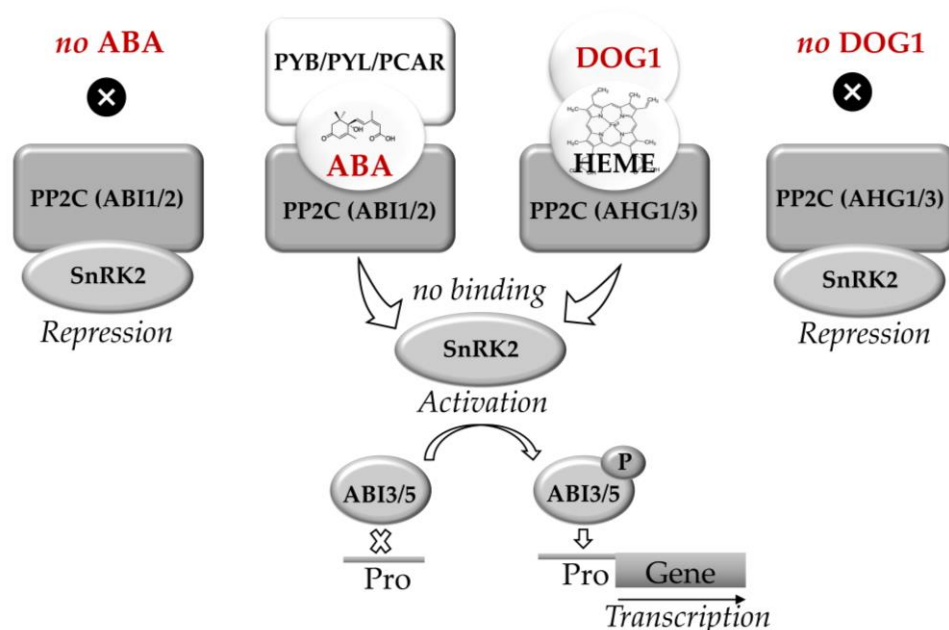 no ABA
PYB/PYL/PCAR
DOG1
no DOG1
ABA
HEME
PP2C (ABI1/2)
PP2C (ABI1/2)
PP2C (AHG1/3)
PP2C (AHG1/3)
SnRK2
Repression
no binding
SnRK2
Repression
SnRK2
Activation
ABI3/5
ABI3/5
P
Pro
Pro
Gene
Transcription